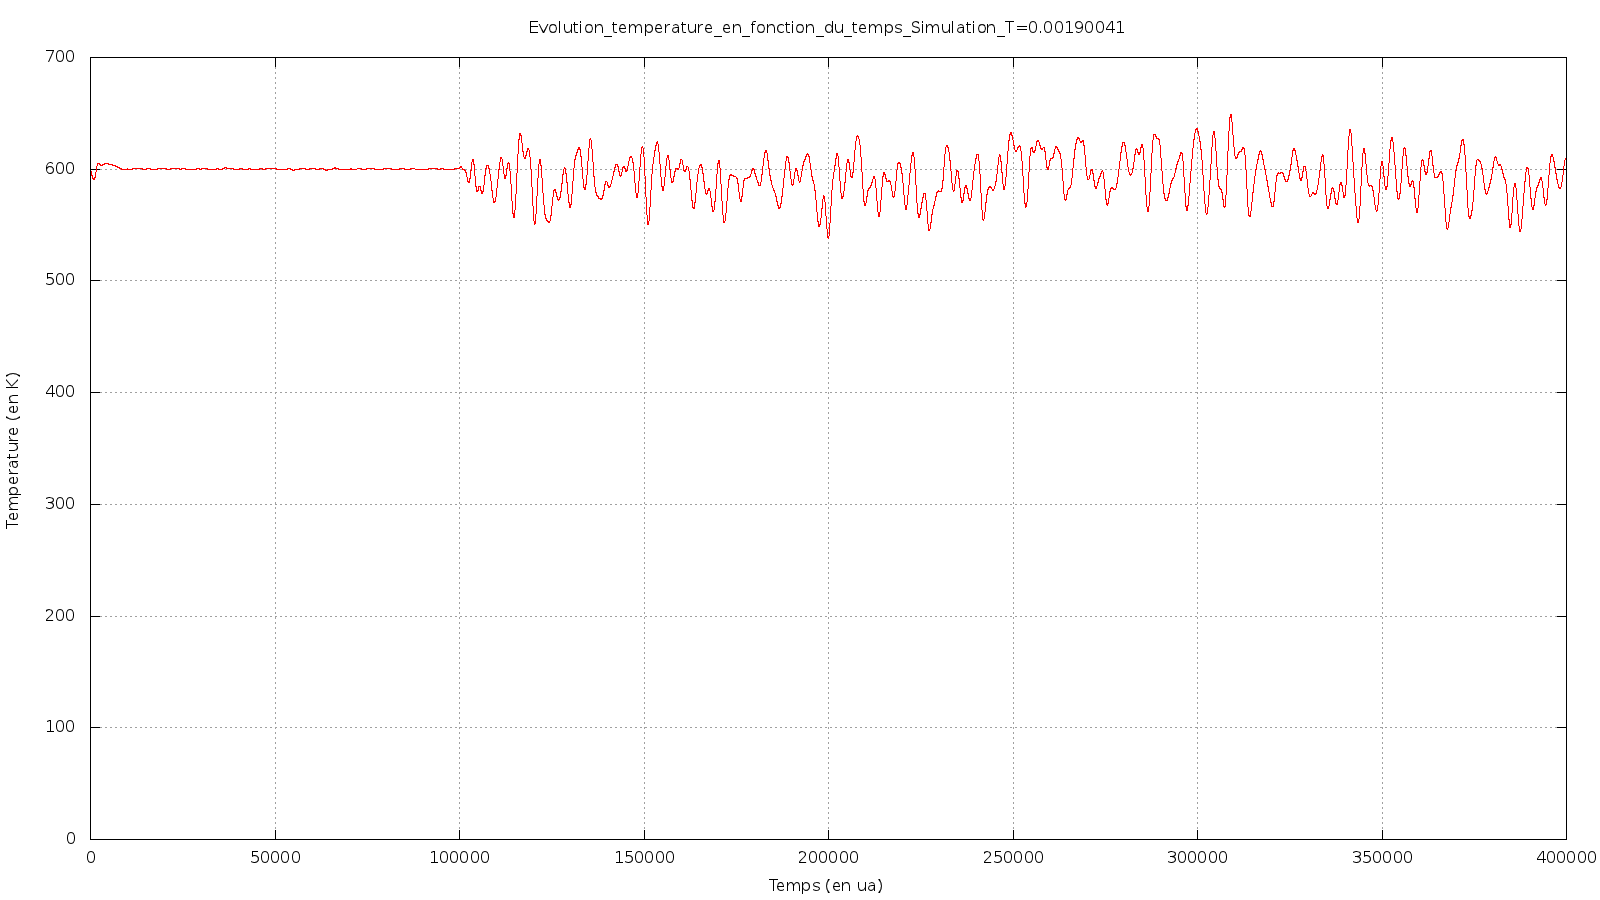 Evolution_temperature_en_fonction_du_temps_Simulation_T=0.00190041
700
600
500
400
300
200
100
0
Temperature (en K)
0 50000 100000 150000 200000 250000 300000 350000 400000
Temps (en ua)